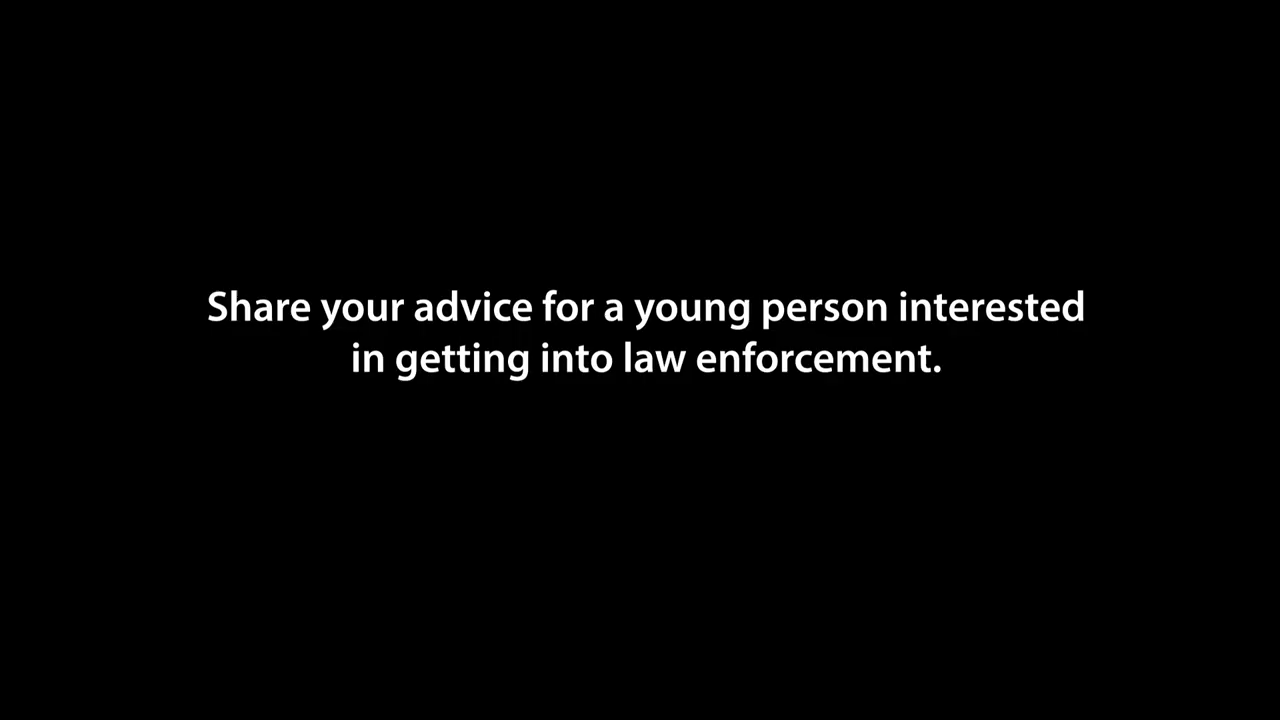 Share your advice for a young person interested
in getting into law enforcement.